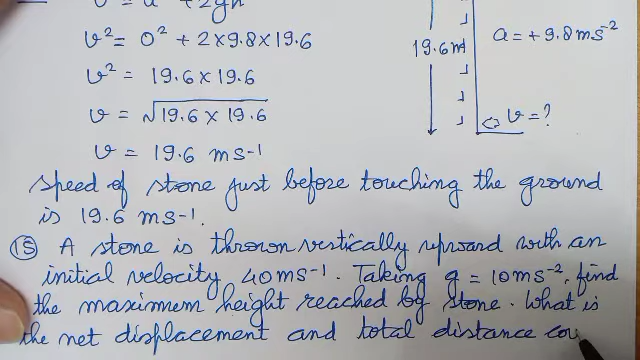 v² = 0² + 2×9.8×19.6
v² = 19.6 × 19.6
v = √19.6 × 19.6
v = 19.6 ms-1
19.6m
a = +9.8ms-2
v = ?
speed of stone just before touching the ground
is 19.6 ms-1.
15 A stone is thrown vertically upward with an
initial velocity 40ms-1. Taking g = 10ms-2, find
the maximum height reached by stone. What is
the net displacement and total distance cov